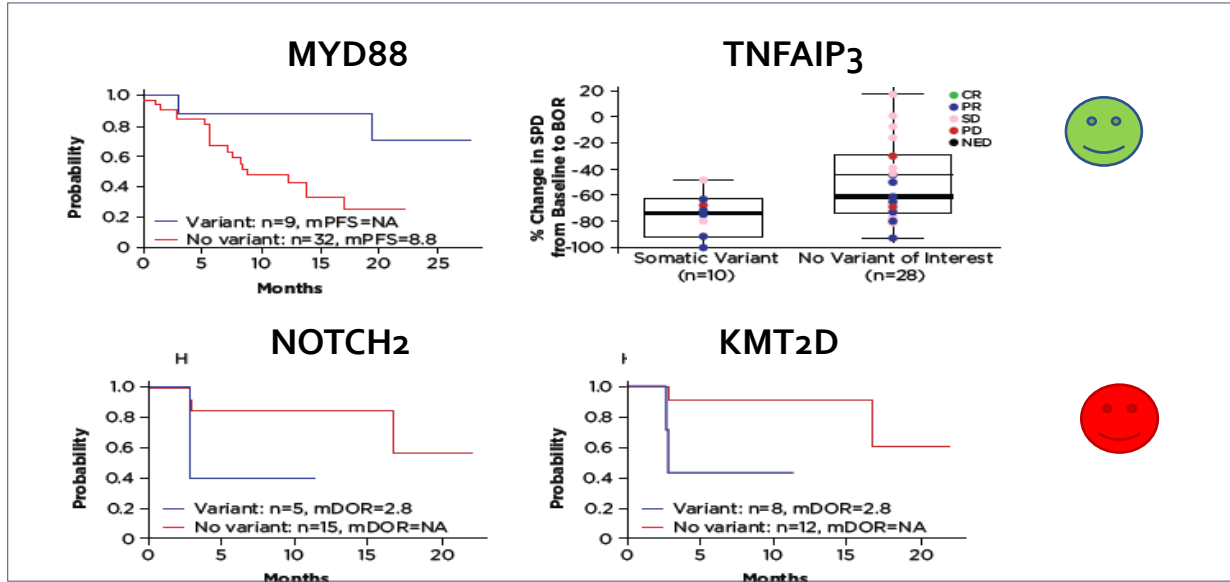 MYD88
1.0
0.8
0.6
0.4
0.2
0
Probability
Variant: n=9, mPFS=NA
No variant: n=32, mPFS=8.8
0 5 10 15 20 25
Months
TNFAIP3
20
0
-20
-40
-60
-80
-100
% Change in SPD
from Baseline to BOR
CR
PR
SD
PD
NED
Somatic Variant
(n=10)
No Variant of Interest
(n=28)
NOTCH2
H
1.0
0.8
0.6
0.4
0.2
0
Probability
Variant: n=5, mDOR=2.8
No variant: n=15, mDOR=NA
0 5 10 15 20
Months
KMT2D
1.0
0.8
0.6
0.4
0.2
0
Probability
Variant: n=8, mDOR=2.8
No variant: n=12, mDOR=NA
0 5 10 15 20
Months